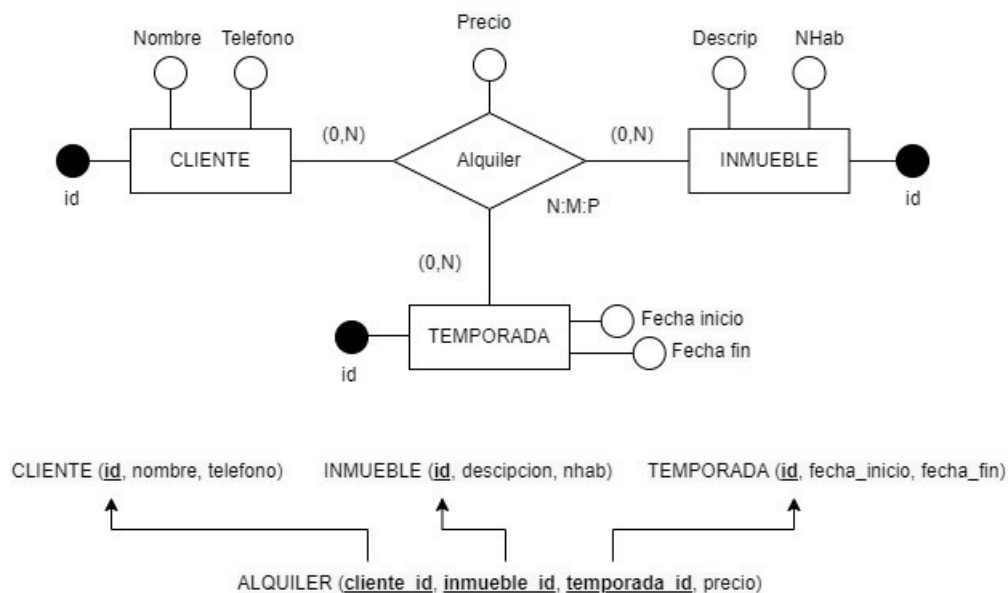 Nombre Telefono Precio Descrip NHab
(0,N) (0,N)
CLIENTE Alquiler INMUEBLE
id id
N:M:P
(0,N)
Fecha inicio
TEMPORADA
Fecha fin
id
CLIENTE (id, nombre, telefono) INMUEBLE (id, descipcion, nhab) TEMPORADA (id, fecha_inicio, fecha_fin)
ALQUILER (cliente_id, inmueble_id, temporada_id, precio)